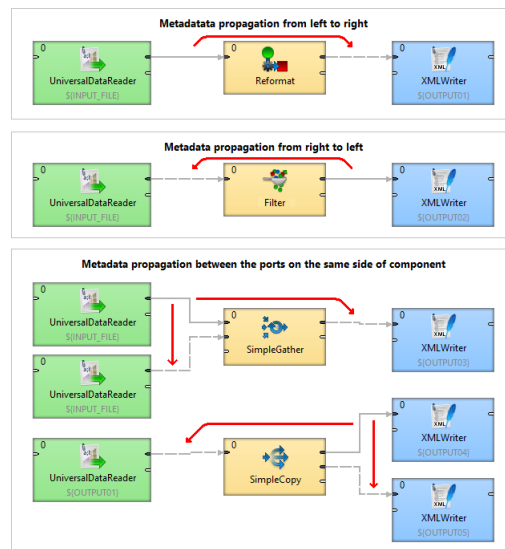 Metadatata propagation from left to right
0
0
0
UniversalDataReader
Reformat
XMLWriter
$(INPUT_FILE)
$(OUTPUT01)
Metadata propagation from right to left
0
0
0
UniversalDataReader
Filter
XMLWriter
$(INPUT_FILE)
$(OUTPUT02)
Metadata propagation between the ports on the same side of component
0
UniversalDataReader
$(INPUT_FILE)
0
SimpleGather
0
XMLWriter
$(OUTPUT03)
0
UniversalDataReader
$(INPUT_FILE)
0
XMLWriter
$(OUTPUT04)
0
UniversalDataReader
$(OUTPUT01)
0
SimpleCopy
0
XMLWriter
$(OUTPUT05)